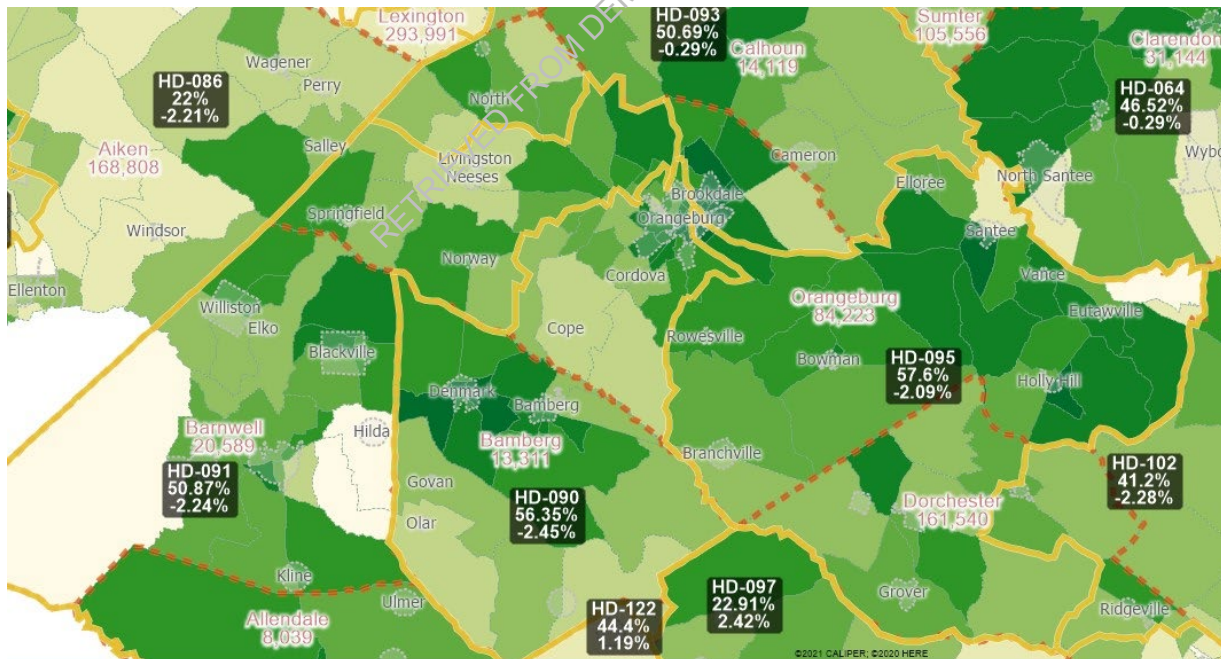 Lexington
293,991
HD-093
50.69%
-0.29%
Sumter
105,556
Calhoun
14,119
Clarendon
31,144
Wagener
Perry
HD-086
22%
-2.21%
North
HD-064
46.52%
-0.29%
RETRIEVED FROM DEM
Aiken
168,808
Salley
Livingston
Neeses
Cameron
Elloree
North Santee
Springfield
Brookdale
Orangeburg
Windsor
Santee
Norway
Cordova
Vance
Ellenton
Williston
Elko
Orangeburg
84,223
Eutawville
Cope
Rowesville
Blackville
Bowman
HD-095
57.6%
-2.09%
Holly Hill
Denmark
Bamberg
Barnwell
20,589
Hilda
Bamberg
13,311
Branchville
HD-091
50.87%
-2.24%
Govan
HD-090
56.35%
-2.45%
HD-102
41.2%
-2.28%
Olar
Dorchester
161,540
Kline
Ulmer
HD-097
22.91%
2.42%
Grover
Ridgeville
Allendale
8,039
HD-122
44.4%
1.19%
©2021 CALIPER; ©2020 HERE